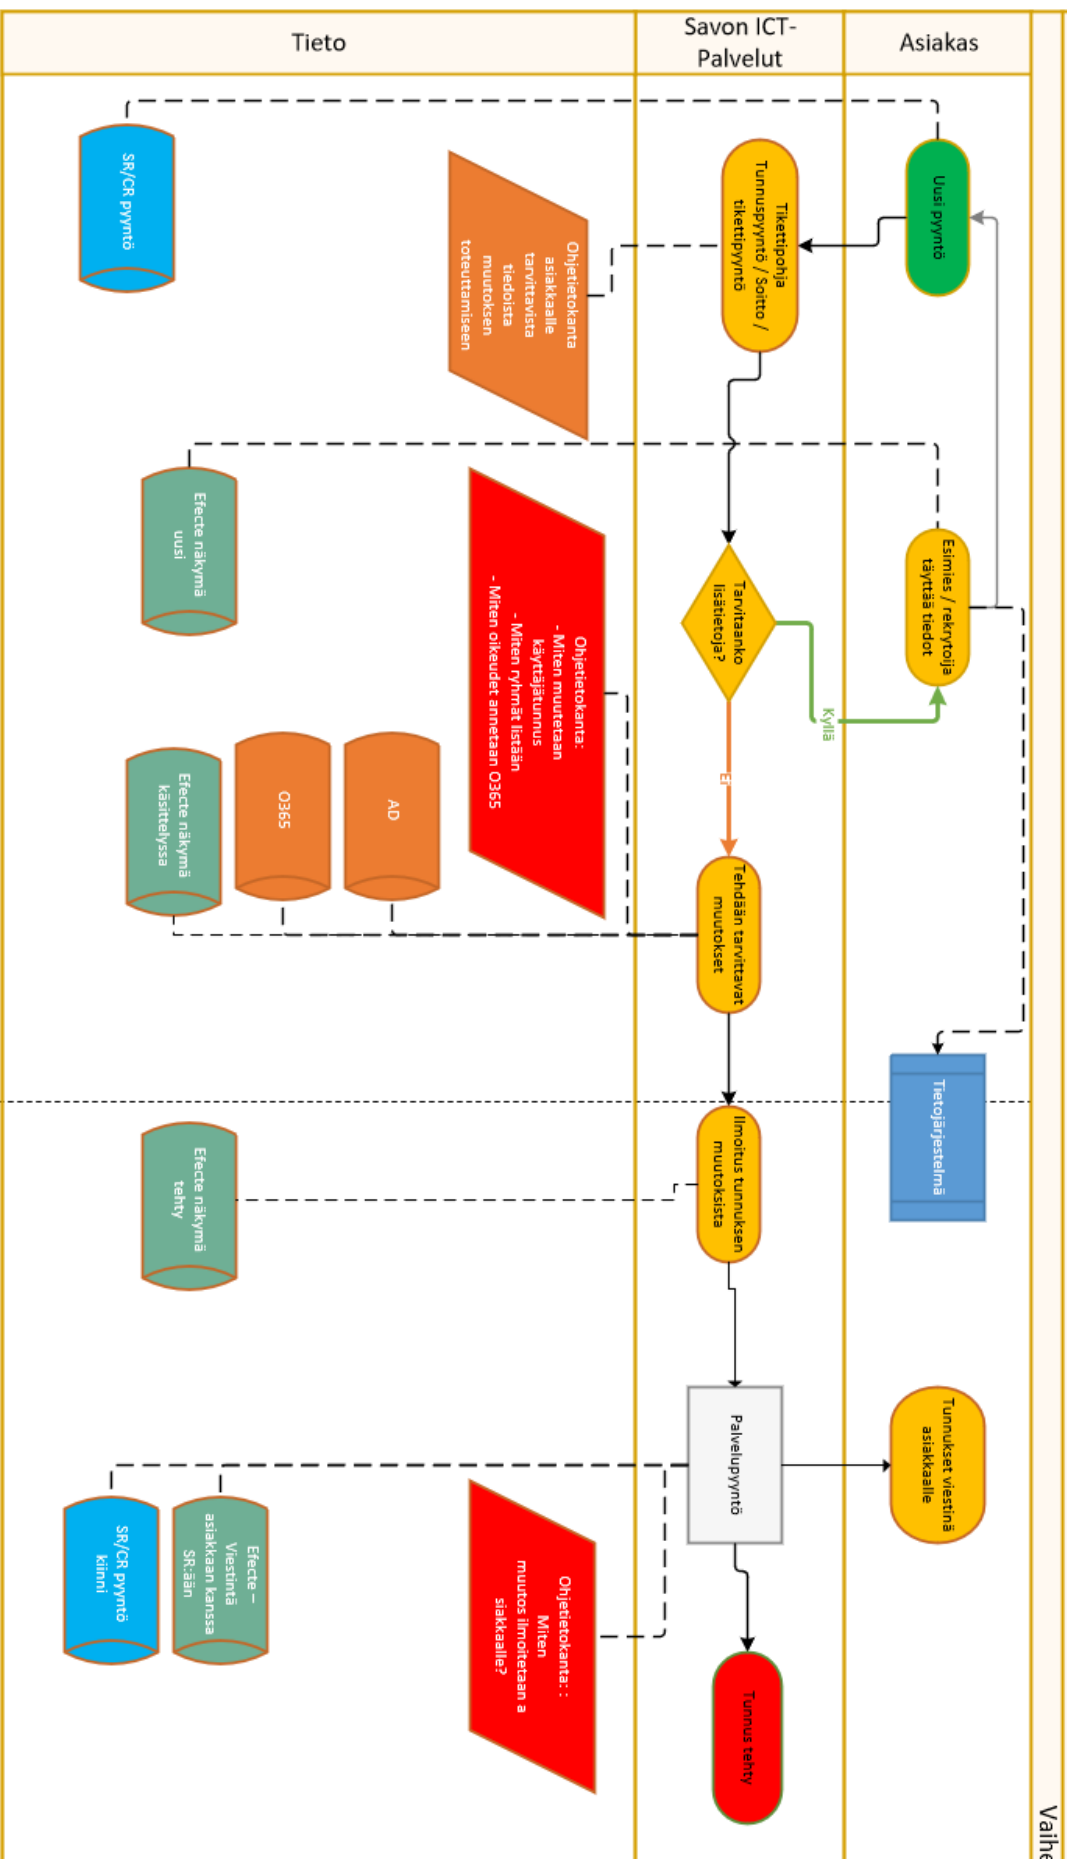 Tieto
Savon ICT-
Palvelut
Asiakas
Uusi pyyntö
Tikettipohja
Tunnuspyyntö / Soitto /
tikettipyyntö
SR/CR pyyntö
Ohjetietokanta
asiakkaalle
tarvittavista
tiedoista
muutoksen
toteuttamiseen
Esimies / rekrytoija
täyttää tiedot
Tarvitaanko
lisätietoja?
Kyllä
Ei
Efecte näkymä
uusi
Ohjetietokanta:
- Miten muutetaan
käyttäjätunnus
- Miten ryhmät listään
- Miten oikeudet annetaan O365
AD
O365
Efecte näkymä
käsittelyssa
Tehdään tarvittavat
muutokset
Tietojärjestelmä
Ilmoitus tunnuksen
muutoksista
Efecte näkymä
tehty
Tunnukset viestinä
asiakkaalle
Palvelupyyntö
Ohjetietokanta: :
Miten
muutos ilmoitetaan a
siakkaalle?
Efecte –
Viestintä
asiakkaan kanssa
SR:ään
SR/CR pyyntö
kiinni
Tunnus tehty
Vaihe